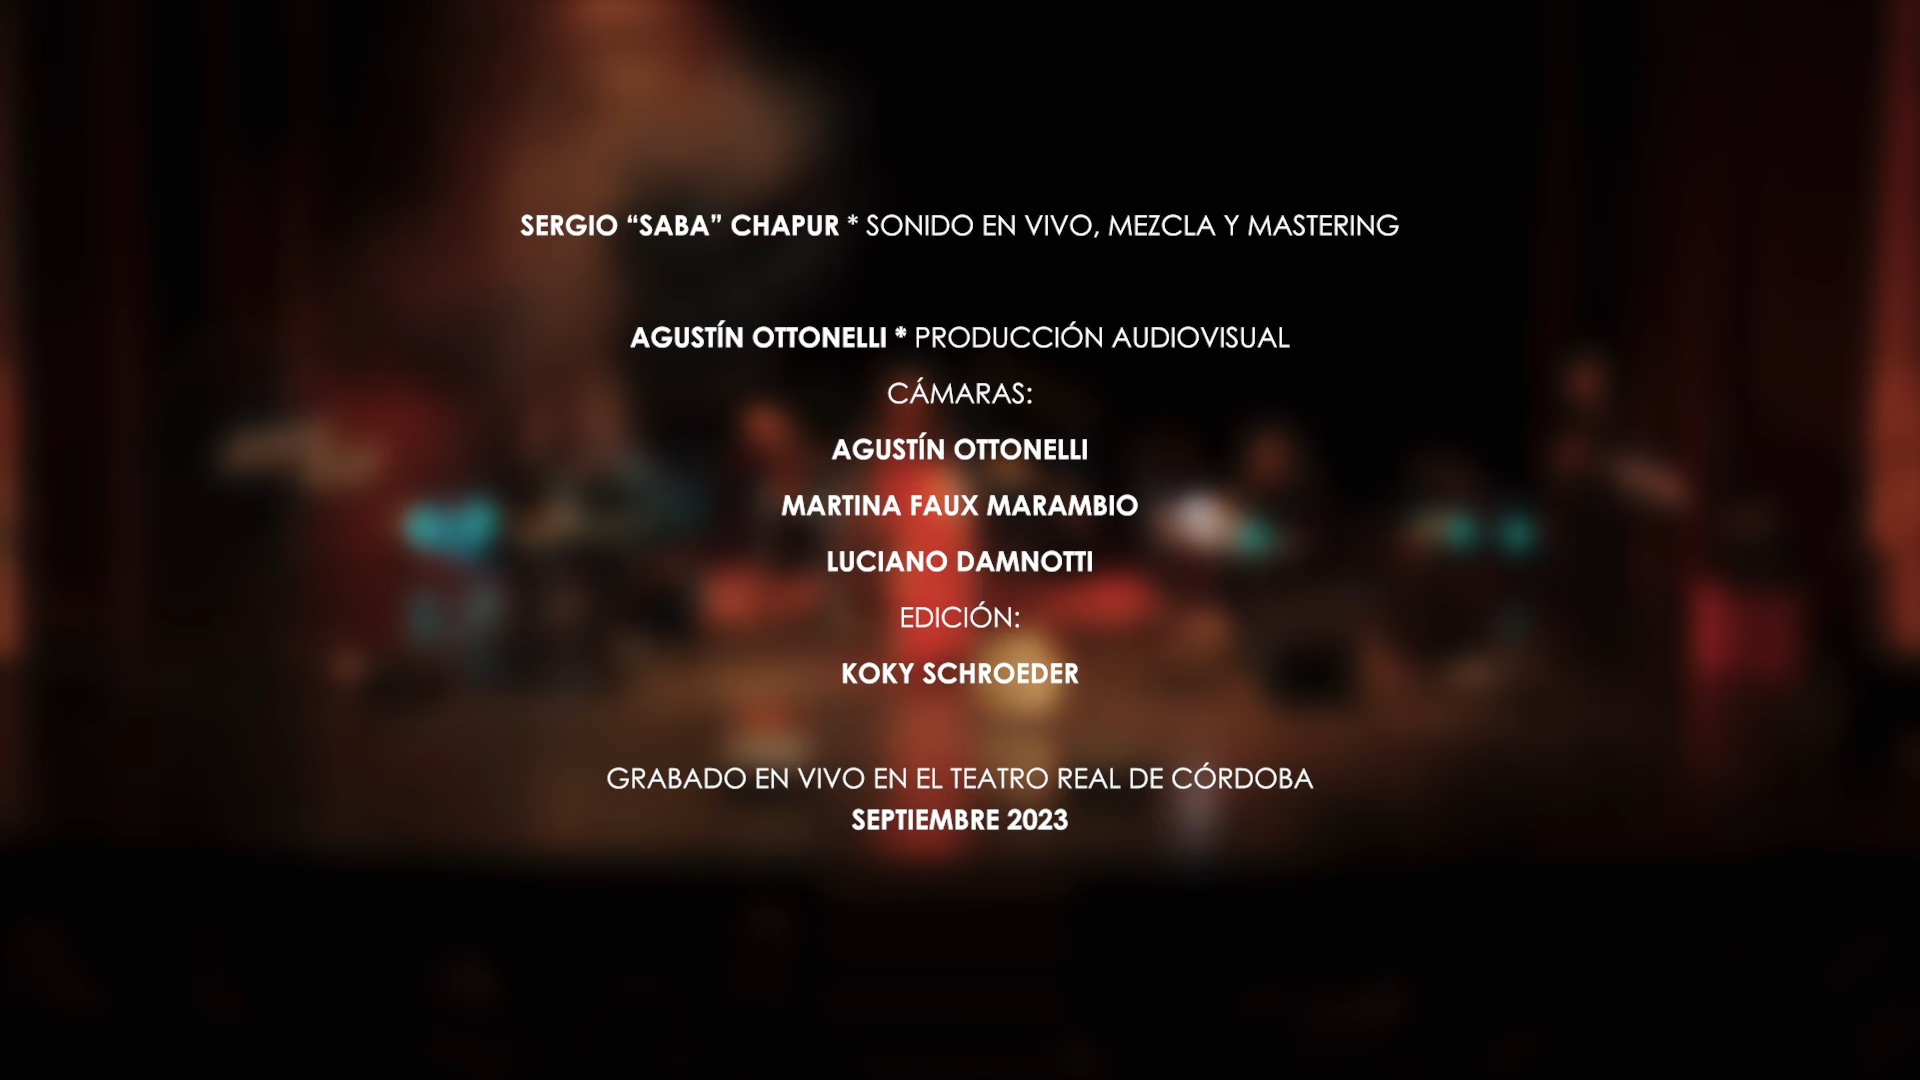 SERGIO “SABA” CHAPUR * SONIDO EN VIVO, MEZCLA Y MASTERING
AGUSTÍN OTTONELLI * PRODUCCIÓN AUDIOVISUAL
CÁMARAS:
AGUSTÍN OTTONELLI
MARTINA FAUX MARAMBIO
LUCIANO DAMNOTTI
EDICIÓN:
KOKY SCHROEDER
GRABADO EN VIVO EN EL TEATRO REAL DE CÓRDOBA
SEPTIEMBRE 2023